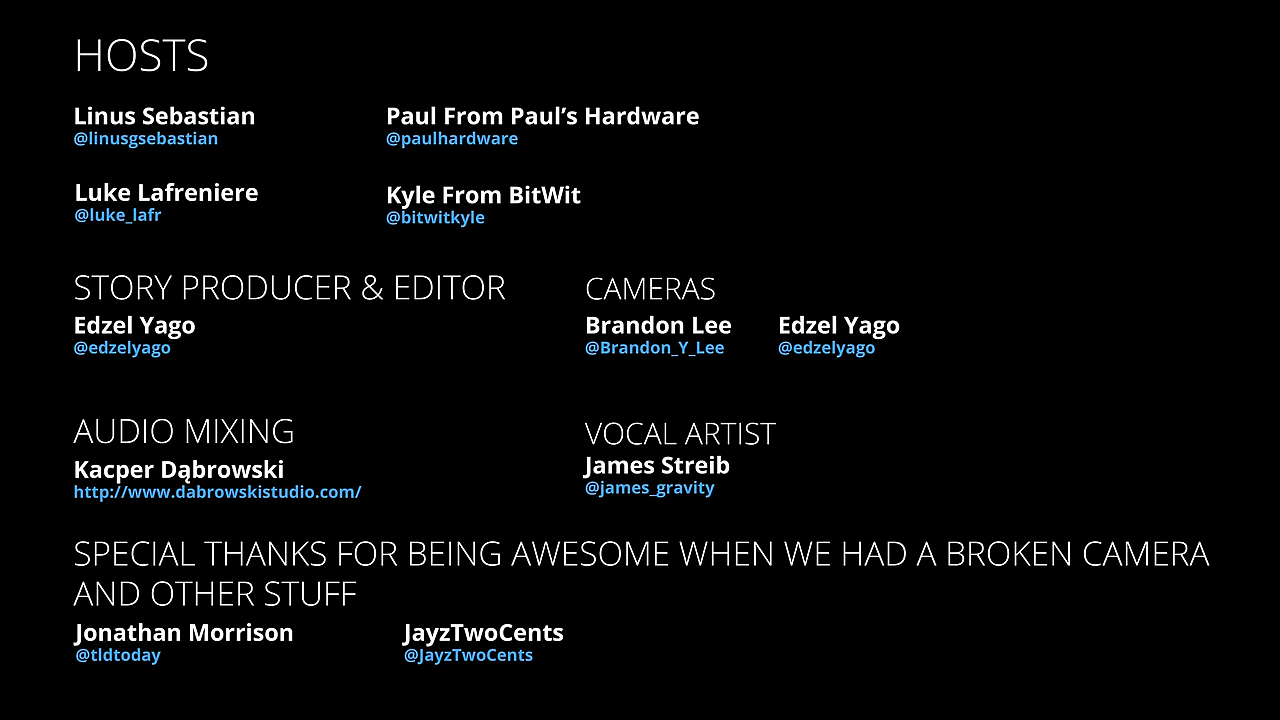 HOSTS
Linus Sebastian
@linusgsebastian
Paul From Paul’s Hardware
@paulhardware
Luke Lafreniere
@luke_lafr
Kyle From BitWit
@bitwitkyle
STORY PRODUCER & EDITOR
Edzel Yago
@edzelyago
CAMERAS
Brandon Lee
@Brandon_Y_Lee
Edzel Yago
@edzelyago
AUDIO MIXING
Kacper Dąbrowski
http://www.dabrowskistudio.com/
VOCAL ARTIST
James Streib
@james_gravity
SPECIAL THANKS FOR BEING AWESOME WHEN WE HAD A BROKEN CAMERA
AND OTHER STUFF
Jonathan Morrison
@tldtoday
JayzTwoCents
@JayzTwoCents